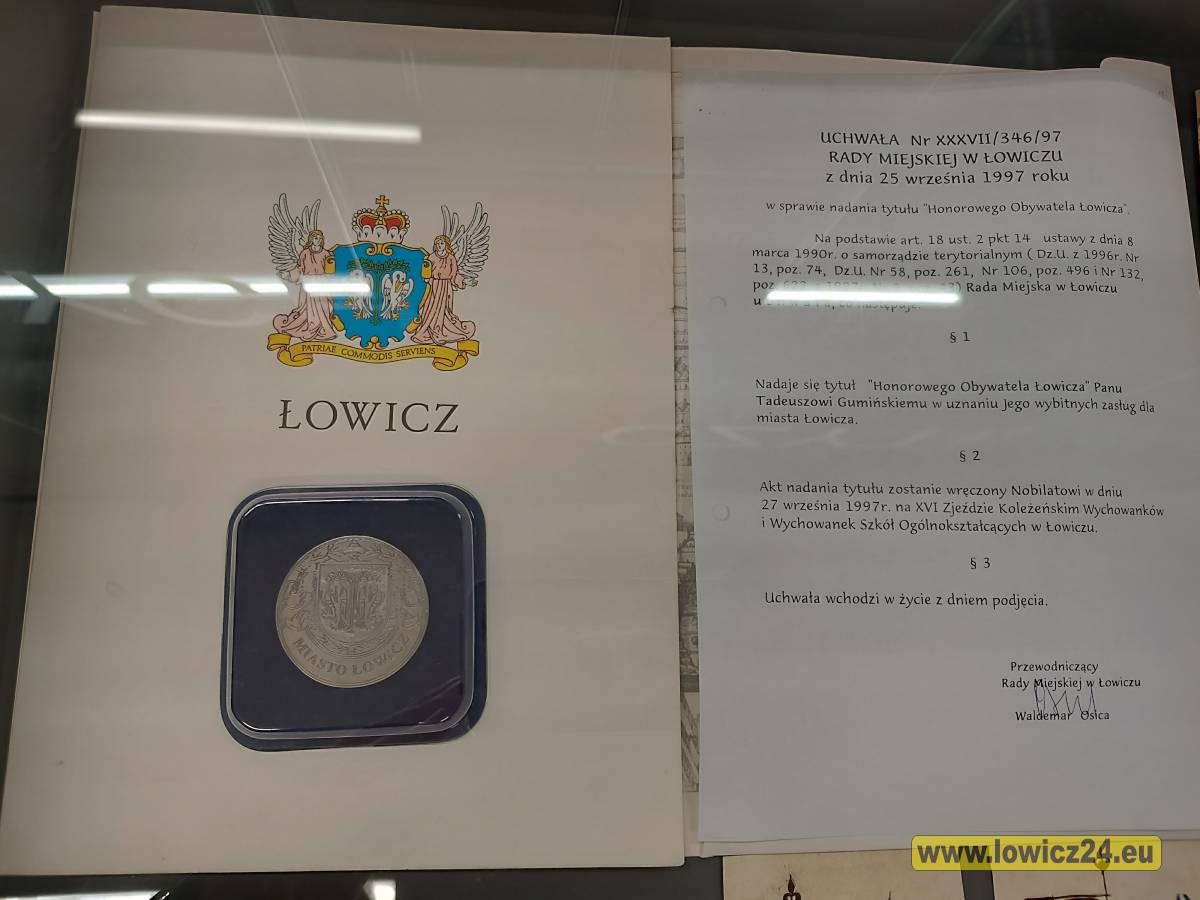 PATRIAE COMMODIS SERVIENS
ŁOWICZ
MIASTO ŁOWICZ
UCHWAŁA Nr XXXVII/346/97
RADY MIEJSKIEJ W ŁOWICZU
z dnia 25 września 1997 roku
w sprawie nadania tytułu "Honorowego Obywatela Łowicza".
Na podstawie art. 18 ust. 2 pkt 14 ustawy z dnia 8
marca 1990r. o samorządzie terytorialnym ( Dz.U. z 1996r. Nr
13, poz. 74, Dz.U. Nr 58, poz. 261, Nr 106, poz. 496 i Nr 132,
poz. Rada Miejska w Łowiczu
u następuje:
§ 1
Nadaje się tytuł "Honorowego Obywatela Łowicza" Panu
Tadeuszowi Gumińskiemu w uznaniu Jego wybitnych zasług dla
miasta Łowicza.
§ 2
Akt nadania tytułu zostanie wręczony Nobilatowi w dniu
27 września 1997r. na XVI Zjeździe Koleżeńskim Wychowanków
i Wychowanek Szkół Ogólnokształcących w Łowiczu.
§ 3
Uchwała wchodzi w życie z dniem podjęcia.
Przewodniczący
Rady Miejskiej w Łowiczu
Waldemar Osica
www.lowicz24.eu